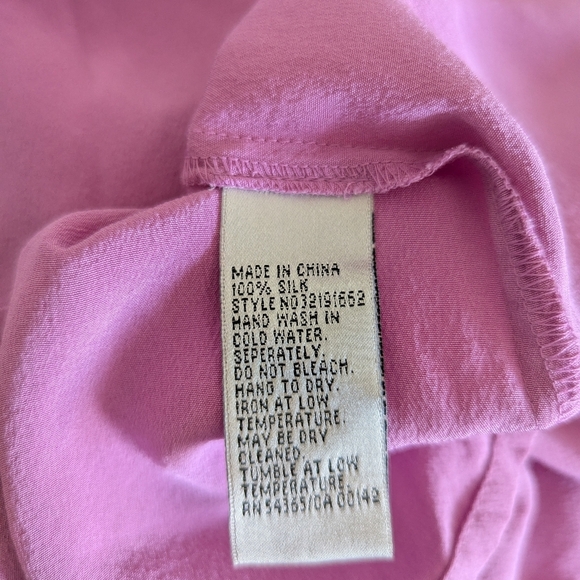 MADE IN CHINA
100% SILK
STYLE NO32191652
HAND WASH IN
COLD WATER.
SEPERATELY.
DO NOT BLEACH.
HANG TO DRY.
IRON AT LOW
TEMPERATURE.
MAY BE DRY
CLEANED.
TUMBLE AT LOW
TEMPERATURE.
RN 54365/CA 00142